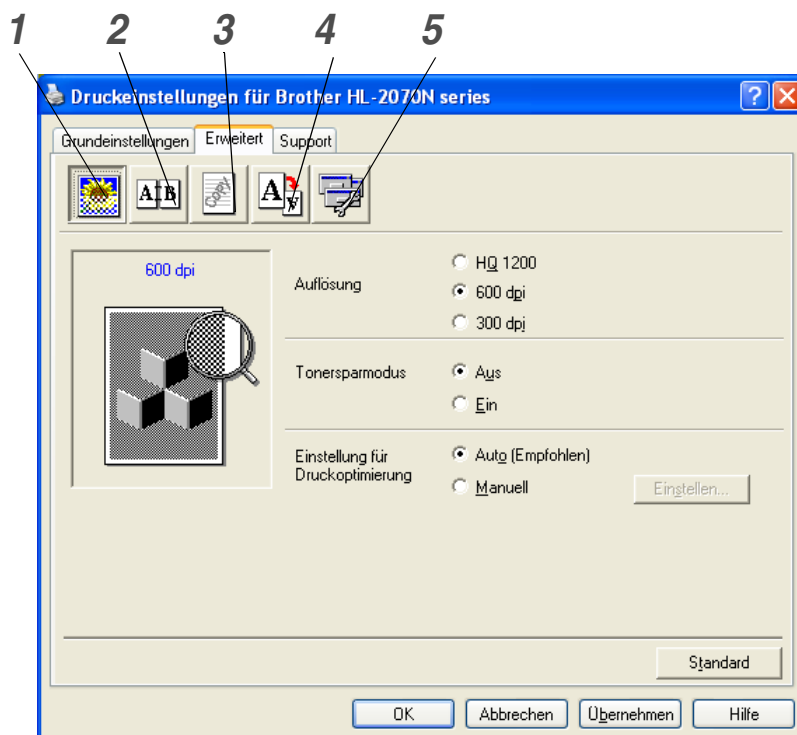 1 2 3 4 5
Druckeinstellungen für Brother HL-2070N series
Grundeinstellungen Erweitert Support
A B COPY A A
600 dpi
Auflösung
HQ 1200
600 dpi
300 dpi
Tonersparmodus
Aus
Ein
Einstellung für
Druckoptimierung
Auto (Empfohlen)
Manuell
Einstellen...
Standard
OK Abbrechen Übernehmen Hilfe